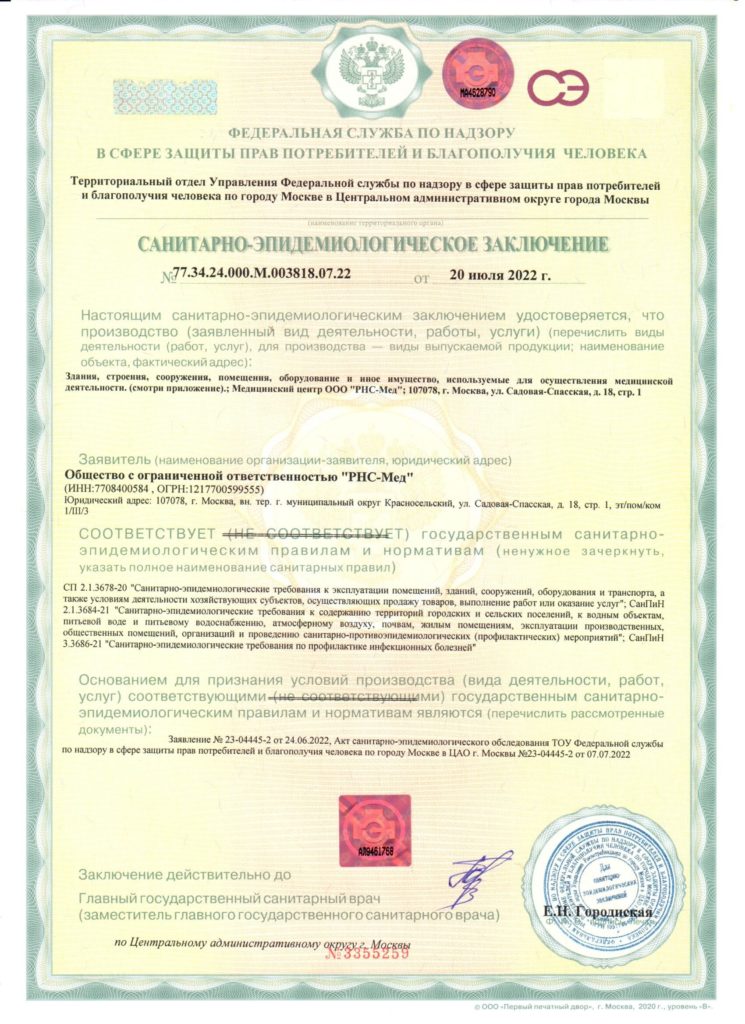 МА4628790
СЭ
ФЕДЕРАЛЬНАЯ СЛУЖБА ПО НАДЗОРУ
В СФЕРЕ ЗАЩИТЫ ПРАВ ПОТРЕБИТЕЛЕЙ И БЛАГОПОЛУЧИЯ ЧЕЛОВЕКА
Территориальный отдел Управления Федеральной службы по надзору в сфере защиты прав потребителей
и благополучия человека по городу Москве в Центральном административном округе города Москвы
(наименование территориального органа)
САНИТАРНО-ЭПИДЕМИОЛОГИЧЕСКОЕ ЗАКЛЮЧЕНИЕ
№ 77.34.24.000.М.003818.07.22 от 20 июля 2022 г.
Настоящим санитарно-эпидемиологическим заключением удостоверяется, что
производство (заявленный вид деятельности, работы, услуги) (перечислить виды
деятельности (работ, услуг), для производства — виды выпускаемой продукции; наименование
объекта, фактический адрес):
Здания, строения, сооружения, помещения, оборудование и иное имущество, используемые для осуществления медицинской
деятельности. (смотри приложение).; Медицинский центр ООО "РНС-Мед"; 107078, г. Москва, ул. Садовая-Спасская, д. 18, стр. 1
Заявитель (наименование организации-заявителя, юридический адрес)
Общество с ограниченной ответственностью "РНС-Мед"
(ИНН:7708400584 , ОГРН:1217700599555)
Юридический адрес: 107078, г. Москва, вн. тер. г. муниципальный округ Красносельский, ул. Садовая-Спасская, д. 18, стр. 1, эт/пом/ком
1/III/3
СООТВЕТСТВУЕТ (НЕ СООТВЕТСТВУЕТ) государственным санитарно-
эпидемиологическим правилам и нормативам (ненужное зачеркнуть,
указать полное наименование санитарных правил)
СП 2.1.3678-20 "Санитарно-эпидемиологические требования к эксплуатации помещений, зданий, сооружений, оборудования и транспорта, а
также условиям деятельности хозяйствующих субъектов, осуществляющих продажу товаров, выполнение работ или оказание услуг"; СанПиН
2.1.3684-21 "Санитарно-эпидемиологические требования к содержанию территорий городских и сельских поселений, к водным объектам,
питьевой воде и питьевому водоснабжению, атмосферному воздуху, почвам, жилым помещениям, эксплуатации производственных,
общественных помещений, организаций и проведению санитарно-противоэпидемиологических (профилактических) мероприятий"; СанПиН
3.3686-21 "Санитарно-эпидемиологические требования по профилактике инфекционных болезней"
Основанием для признания условий производства (вида деятельности, работ,
услуг) соответствующими (не соответствующими) государственным санитарно-
эпидемиологическим правилам и нормативам являются (перечислить рассмотренные
документы):
Заявление № 23-04445-2 от 24.06.2022, Акт санитарно-эпидемиологического обследования ТОУ Федеральной службы
по надзору в сфере защиты прав потребителей и благополучия человека по городу Москве в ЦАО г. Москвы №23-04445-2 от 07.07.2022
АЛ9461768
Заключение действительно до
Главный государственный санитарный врач
(заместитель главного государственного санитарного врача)
Для
санитарно-
эпидемиологических
заключений
Е.И. Городиская
по Центральному административному округу г. Москвы
№3355259
© ООО «Первый печатный двор», г. Москва, 2020 г., уровень «В».